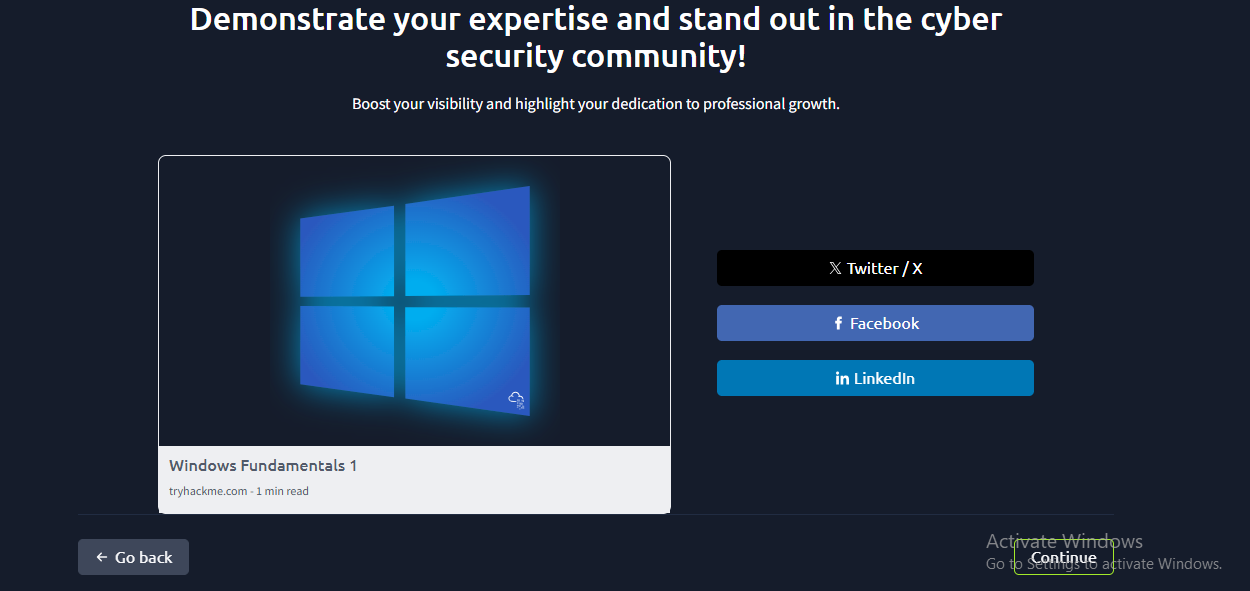 Demonstrate your expertise and stand out in the cyber
security community!
Boost your visibility and highlight your dedication to professional growth.
𝕏 Twitter / X
f Facebook
in LinkedIn
Windows Fundamentals 1
tryhackme.com - 1 min read
← Go back
Continue
Activate Windows
Go to Settings to activate Windows.